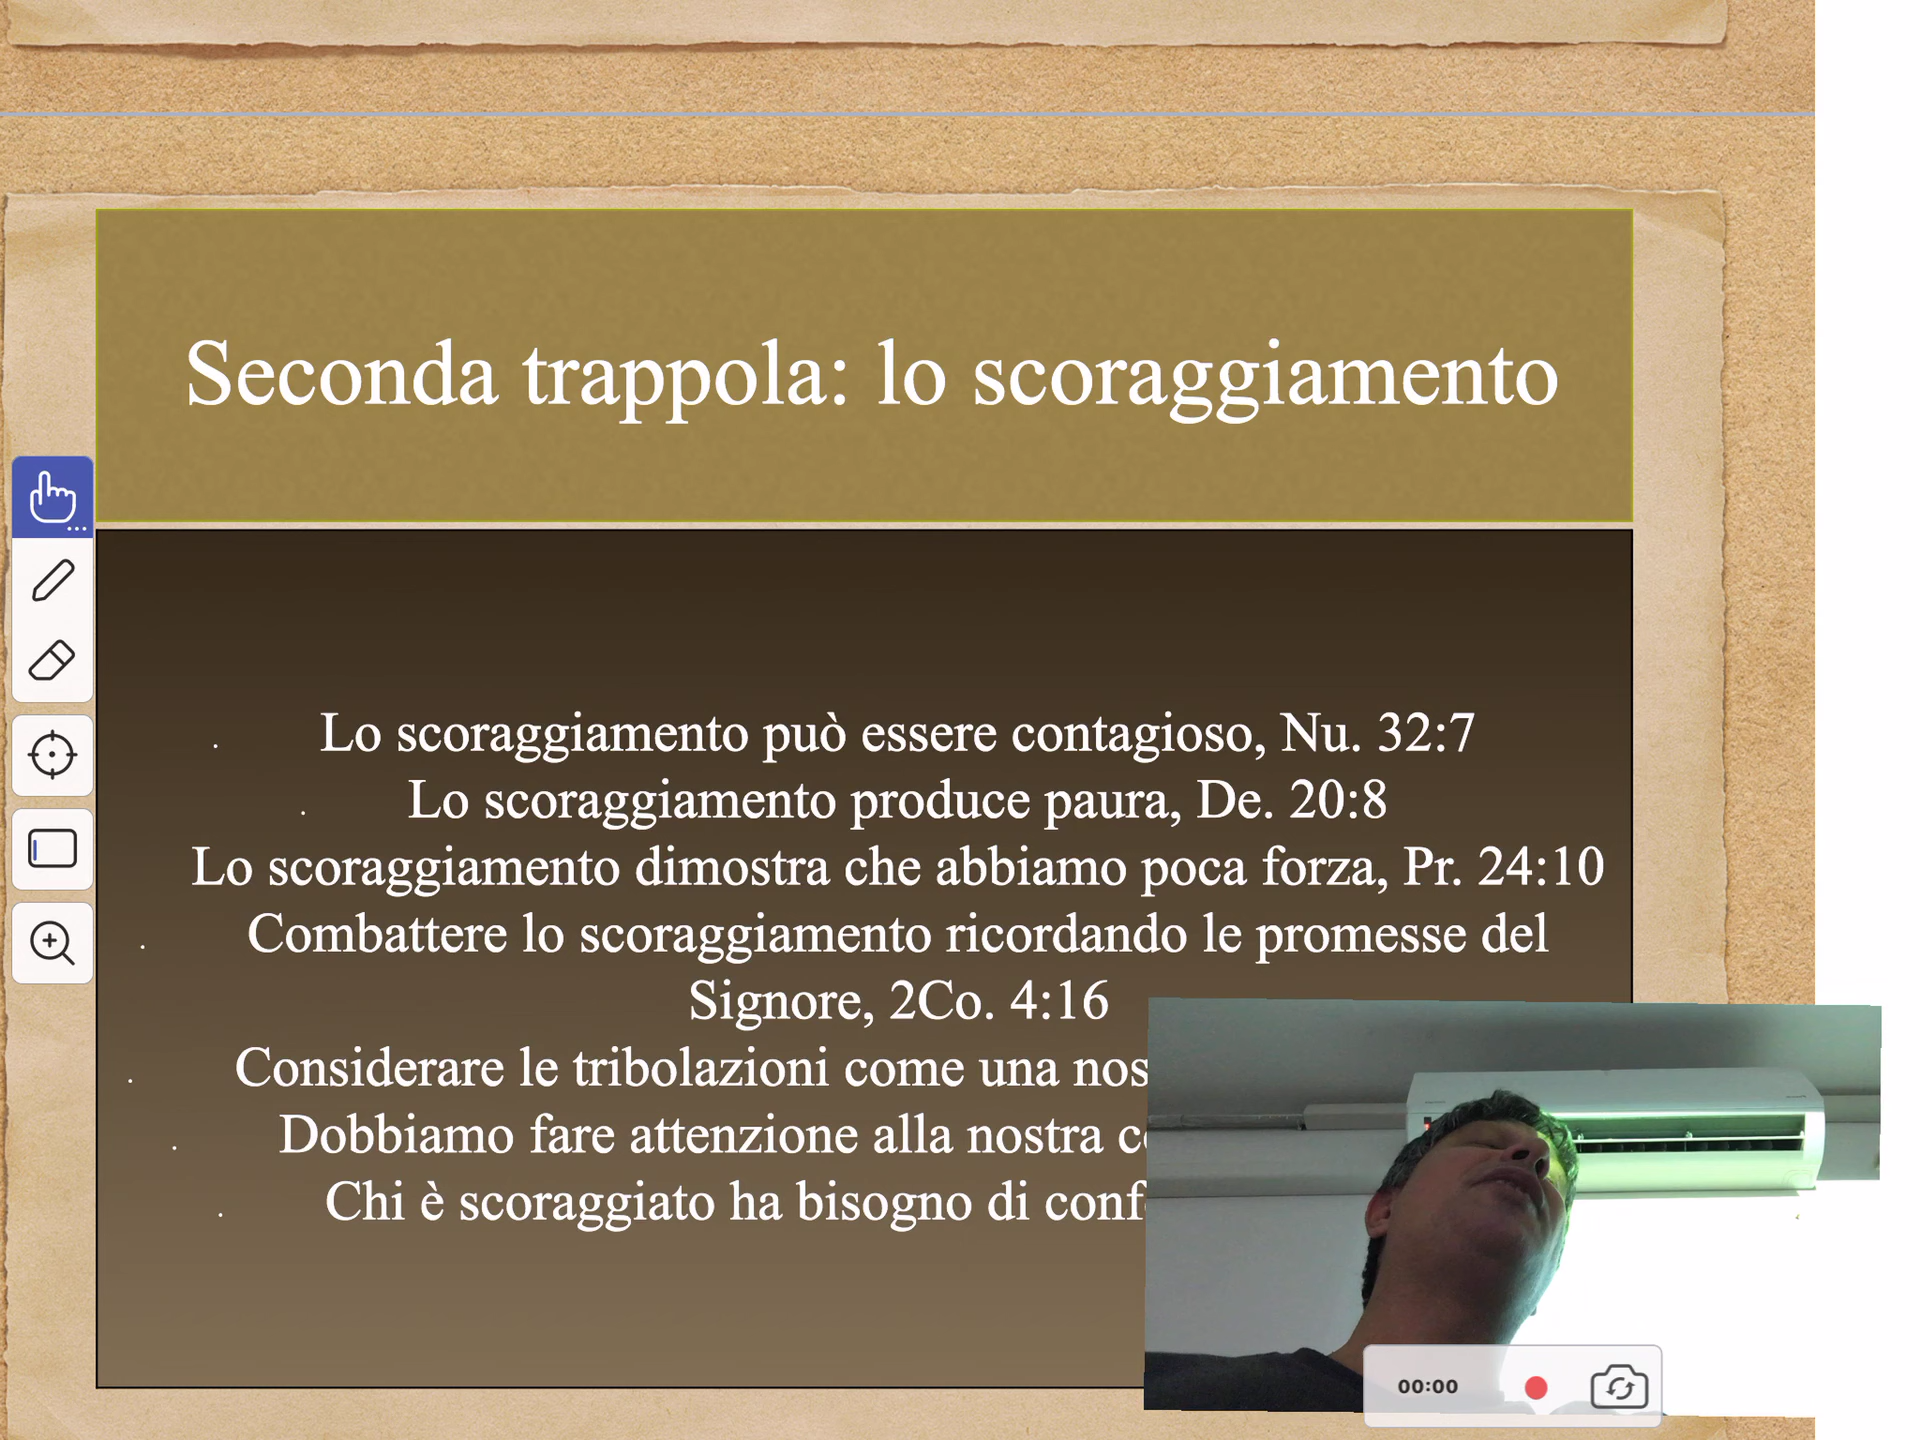 Seconda trappola: lo scoraggiamento
Lo scoraggiamento può essere contagioso, Nu. 32:7
Lo scoraggiamento produce paura, De. 20:8
Lo scoraggiamento dimostra che abbiamo poca forza, Pr. 24:10
Combattere lo scoraggiamento ricordando le promesse del
Signore, 2Co. 4:16
Considerare le tribolazioni come una
Dobbiamo fare attenzione alla nostra
Chi è scoraggiato ha bisogno di
00:00